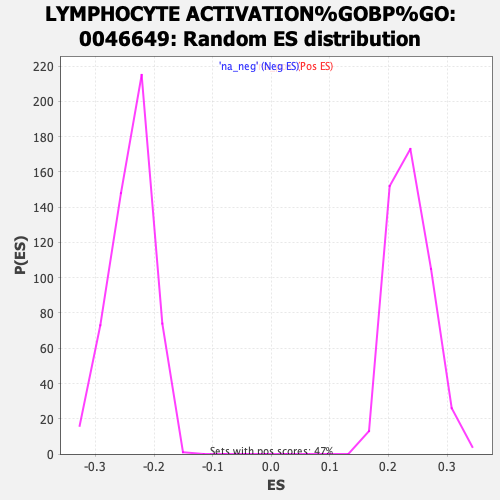 LYMPHOCYTE ACTIVATION%GOBP%GO:
0046649: Random ES distribution
'na_neg' (Neg ES)(Pos ES)
220
200
180
160
140
120
100
80
60
40
20
0
P(ES)
Sets with pos scores: 47%
-0.3 -0.2 -0.1 0.0 0.1 0.2 0.3
ES